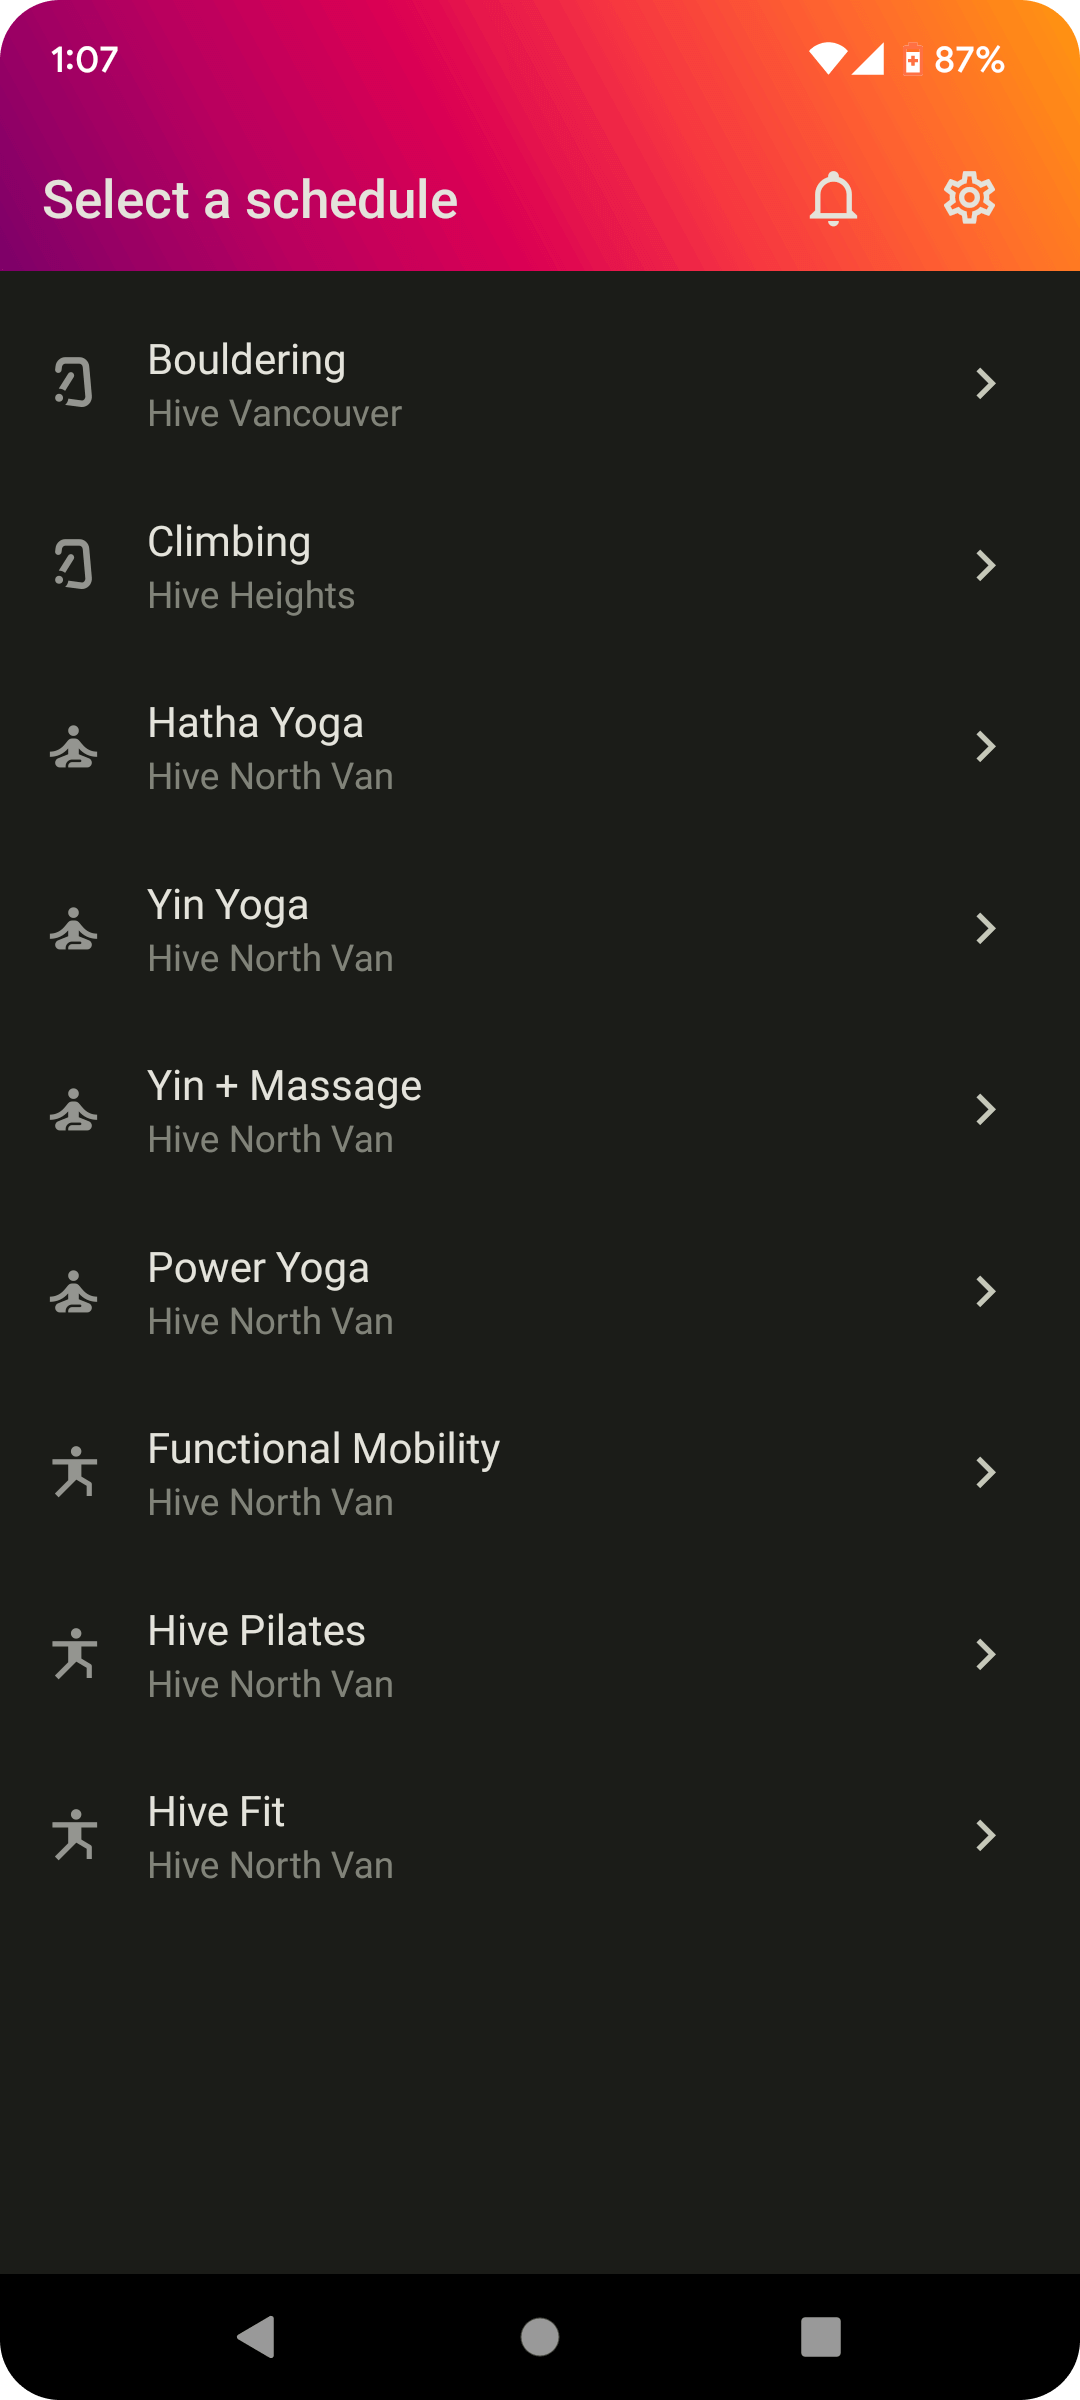 1:07
87%
Select a schedule
Bouldering
Hive Vancouver
Climbing
Hive Heights
Hatha Yoga
Hive North Van
Yin Yoga
Hive North Van
Yin + Massage
Hive North Van
Power Yoga
Hive North Van
Functional Mobility
Hive North Van
Hive Pilates
Hive North Van
Hive Fit
Hive North Van